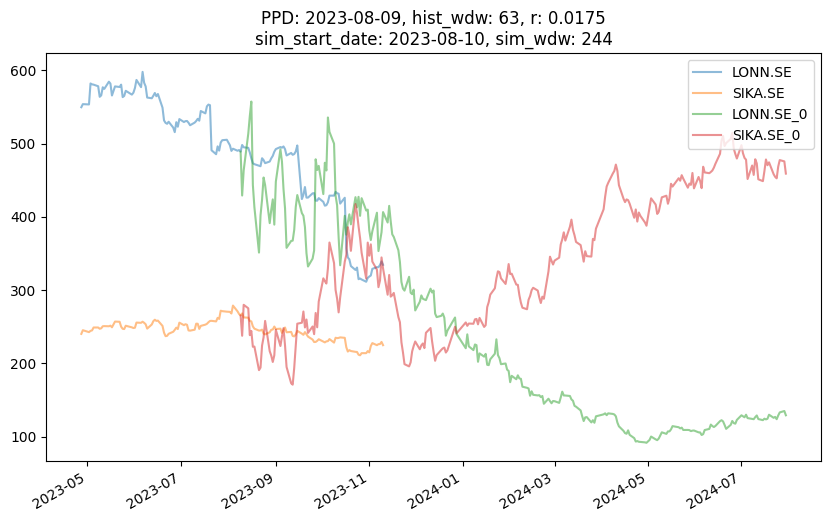 PPD: 2023-08-09, hist_wdw: 63, r: 0.0175
sim_start_date: 2023-08-10, sim_wdw: 244
LONN.SE
SIKA.SE
LONN.SE_0
SIKA.SE_0
600
500
400
300
200
100
2023-05
2023-07
2023-09
2023-11
2024-01
2024-03
2024-05
2024-07